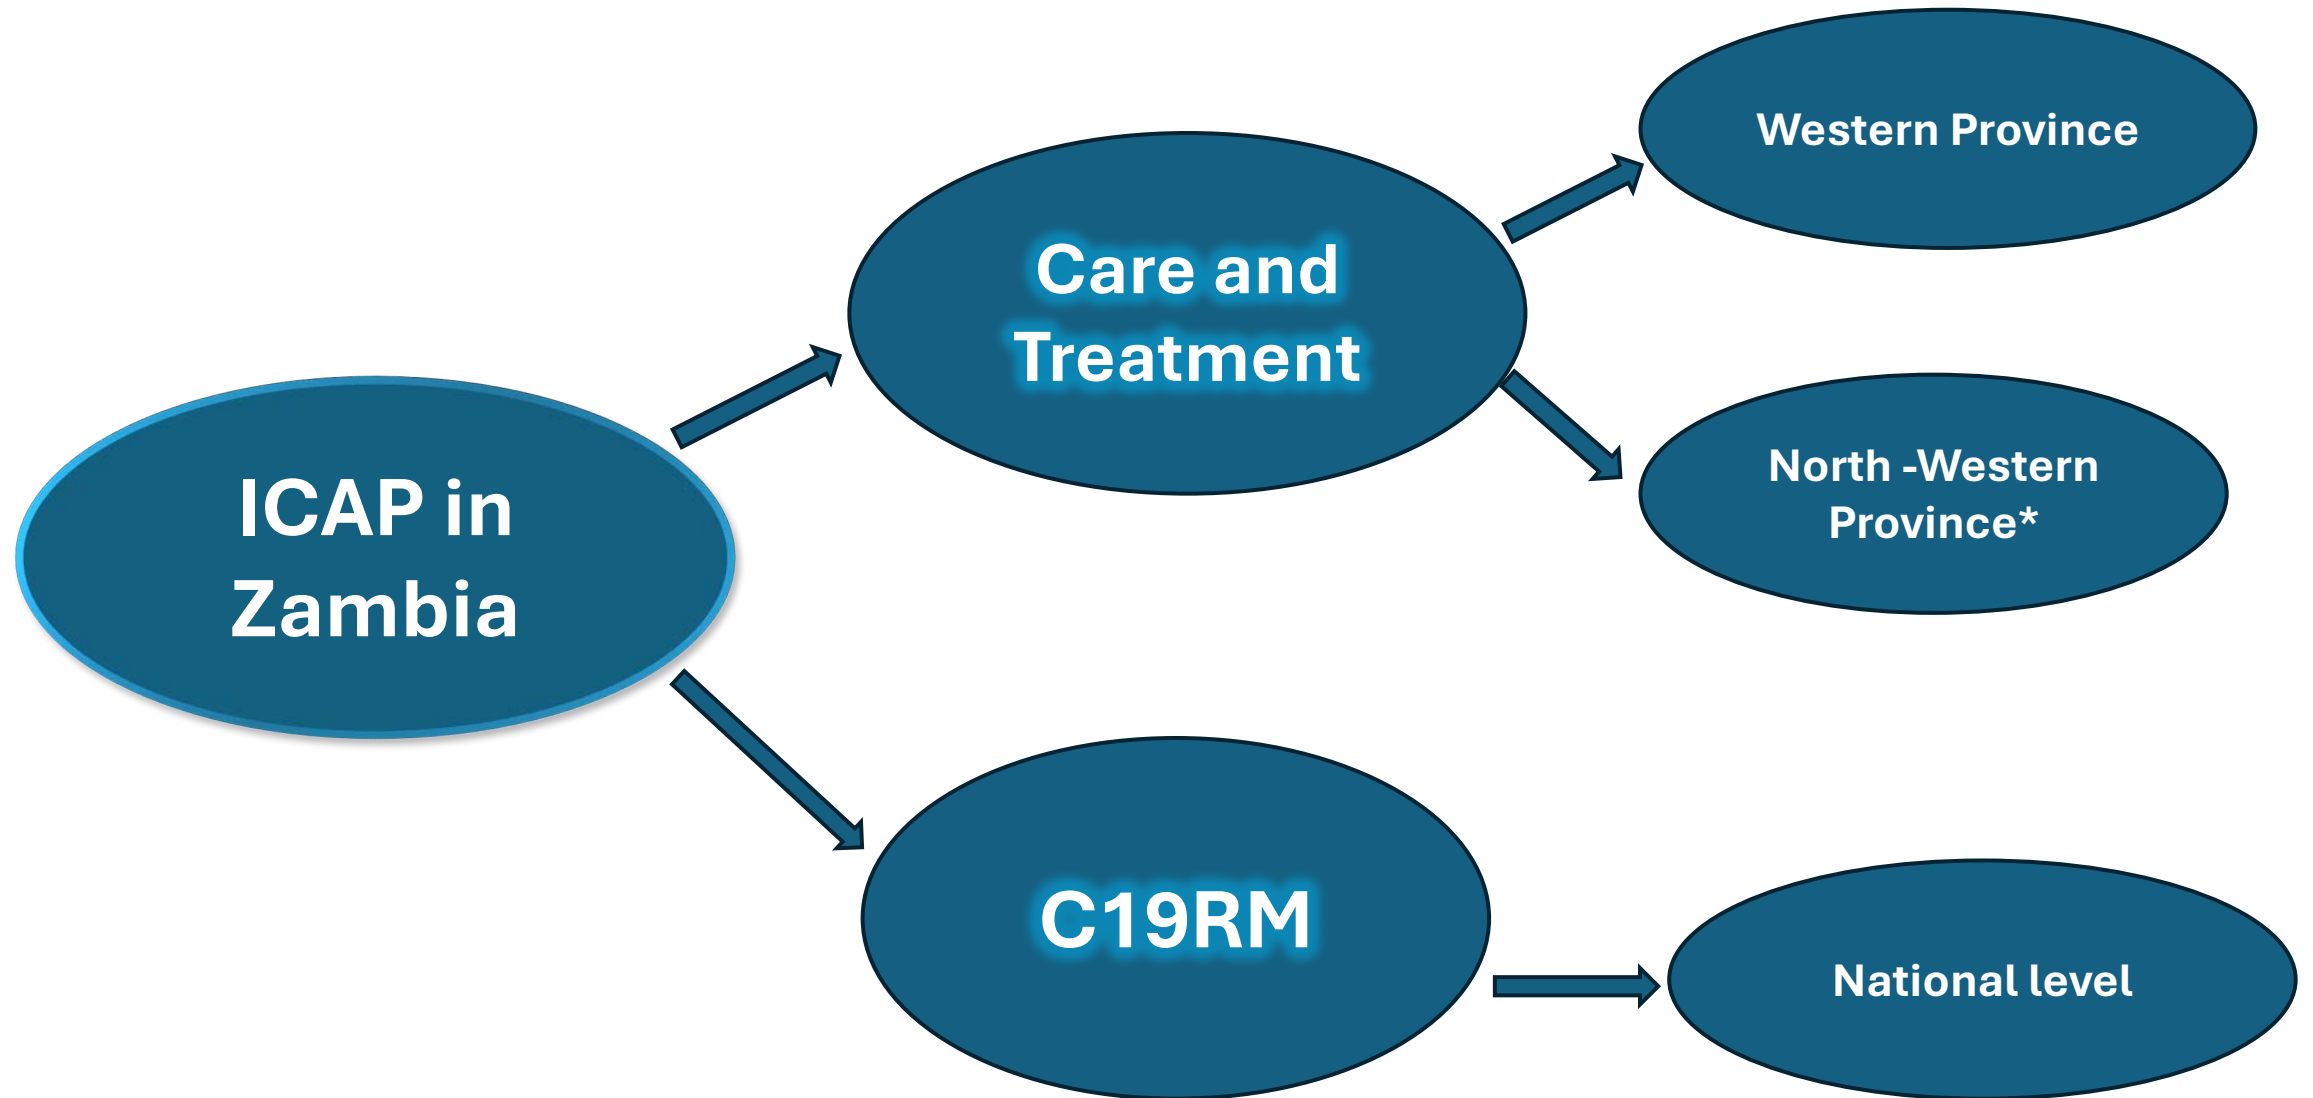 ICAP in
Zambia
Care and
Treatment
Western Province
North -Western
Province*
C19RM
National level